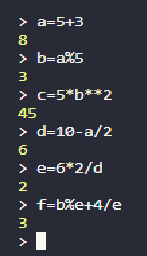 > a=5+3
8
> b=a%5
3
> c=5*b**2
45
> d=10-a/2
6
> e=6*2/d
2
> f=b%e+4/e
3
>